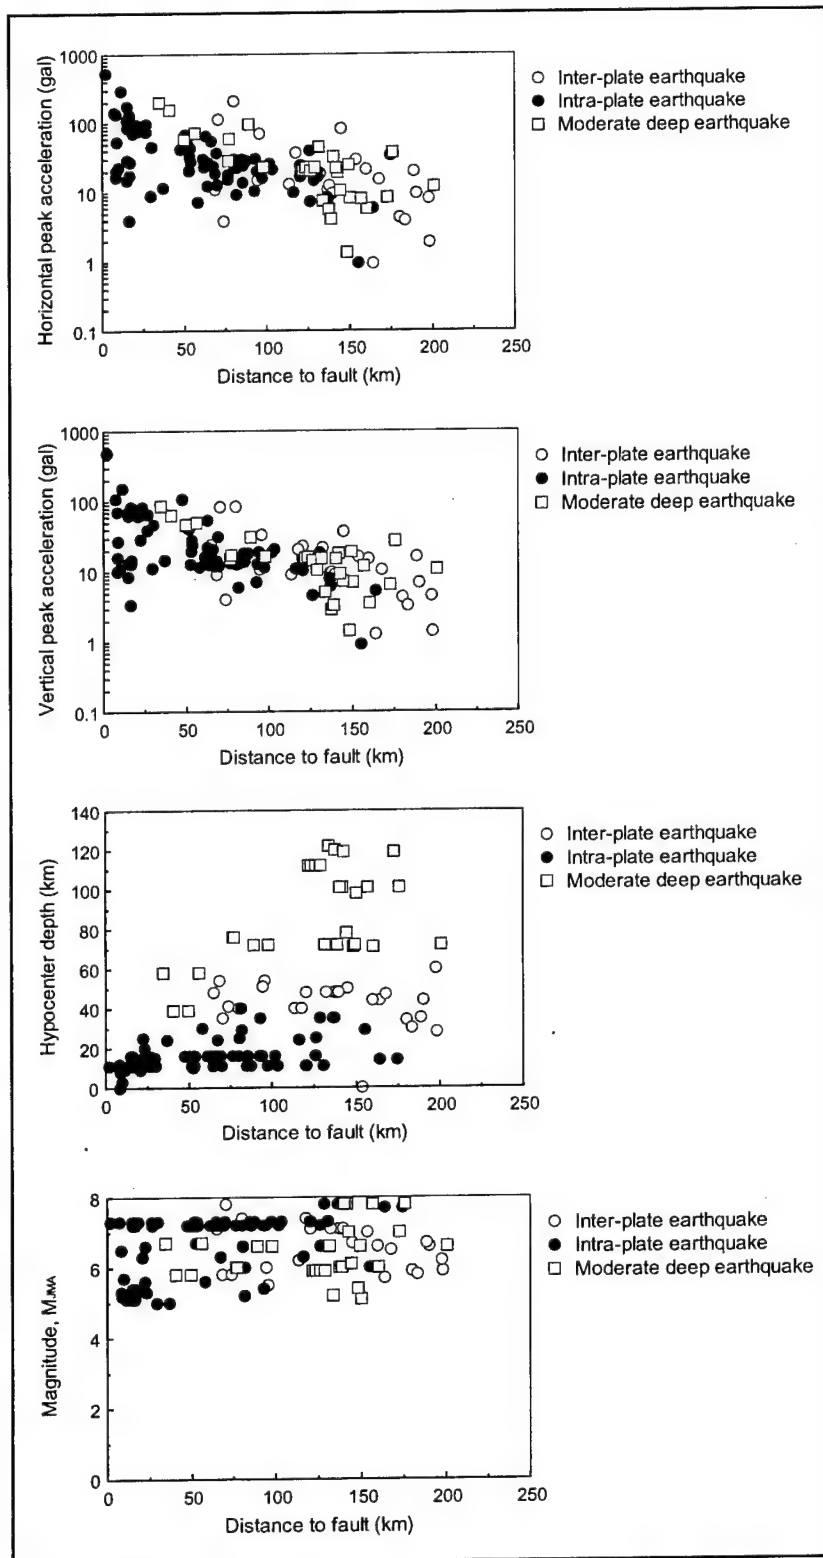 Horizontal peak acceleration (gal)
1000
100
10
1
0.1
0 50 100 150 200 250
Distance to fault (km)
Inter-plate earthquake
Intra-plate earthquake
Moderate deep earthquake
Vertical peak acceleration (gal)
1000
100
10
1
0.1
0 50 100 150 200 250
Distance to fault (km)
Inter-plate earthquake
Intra-plate earthquake
Moderate deep earthquake
Hypocenter depth (km)
140
120
100
80
60
40
20
0
0 50 100 150 200 250
Distance to fault (km)
Inter-plate earthquake
Intra-plate earthquake
Moderate deep earthquake
Magnitude, MJMA
8
6
4
2
0
0 50 100 150 200 250
Distance to fault (km)
Inter-plate earthquake
Intra-plate earthquake
Moderate deep earthquake